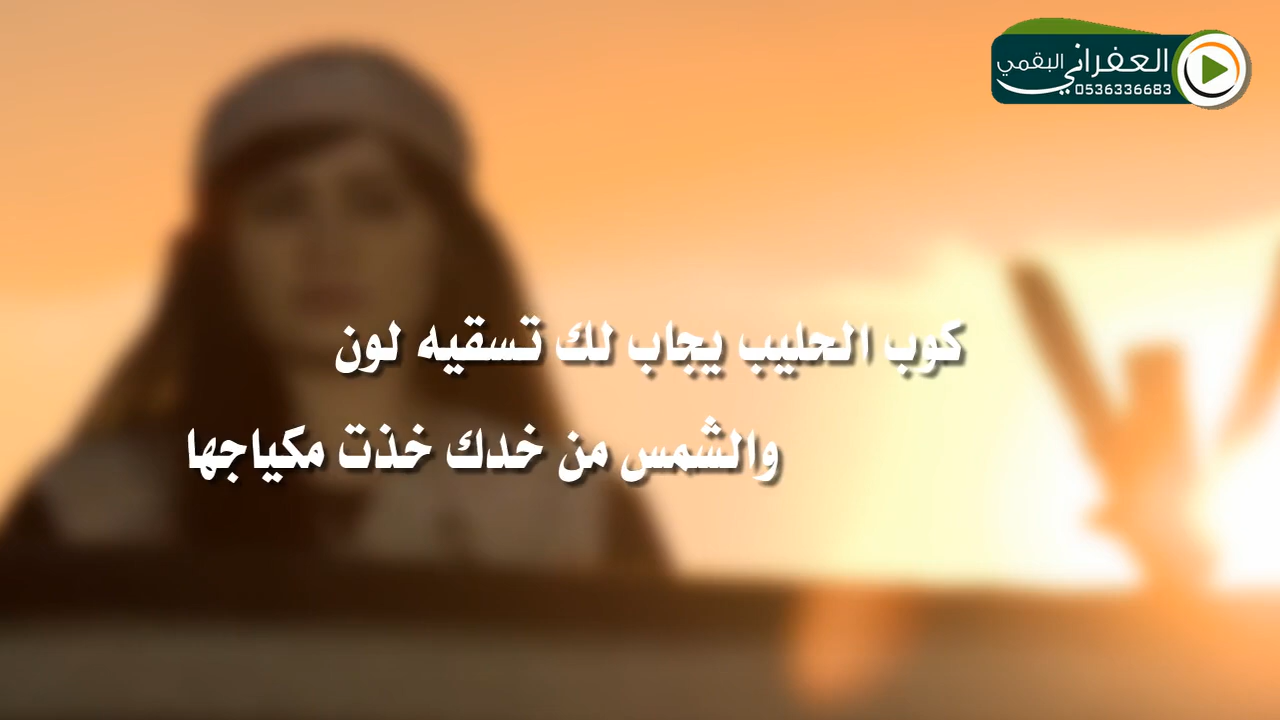 العفراني البقمي
0536336683
كوب الحليب يجاب لك تسقيه لون
والشمس من خدك خذت مكياجها